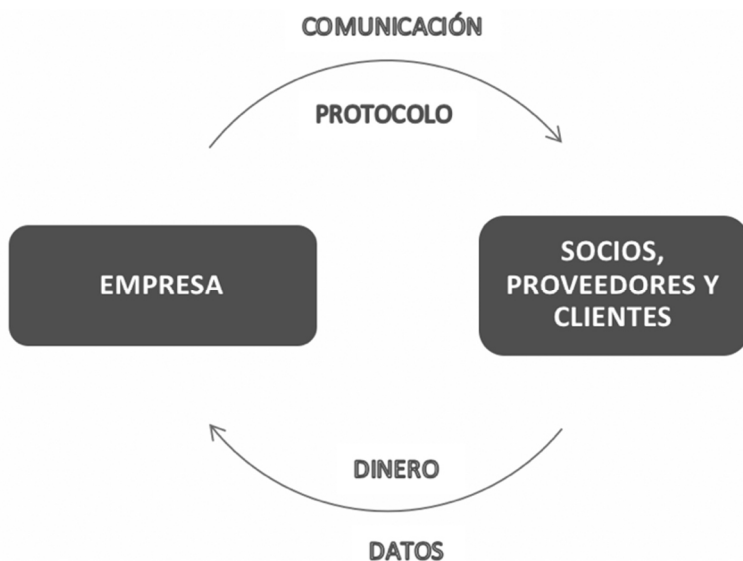 COMUNICACIÓN
PROTOCOLO
EMPRESA
SOCIOS,
PROVEEDORES Y
CLIENTES
DINERO
DATOS